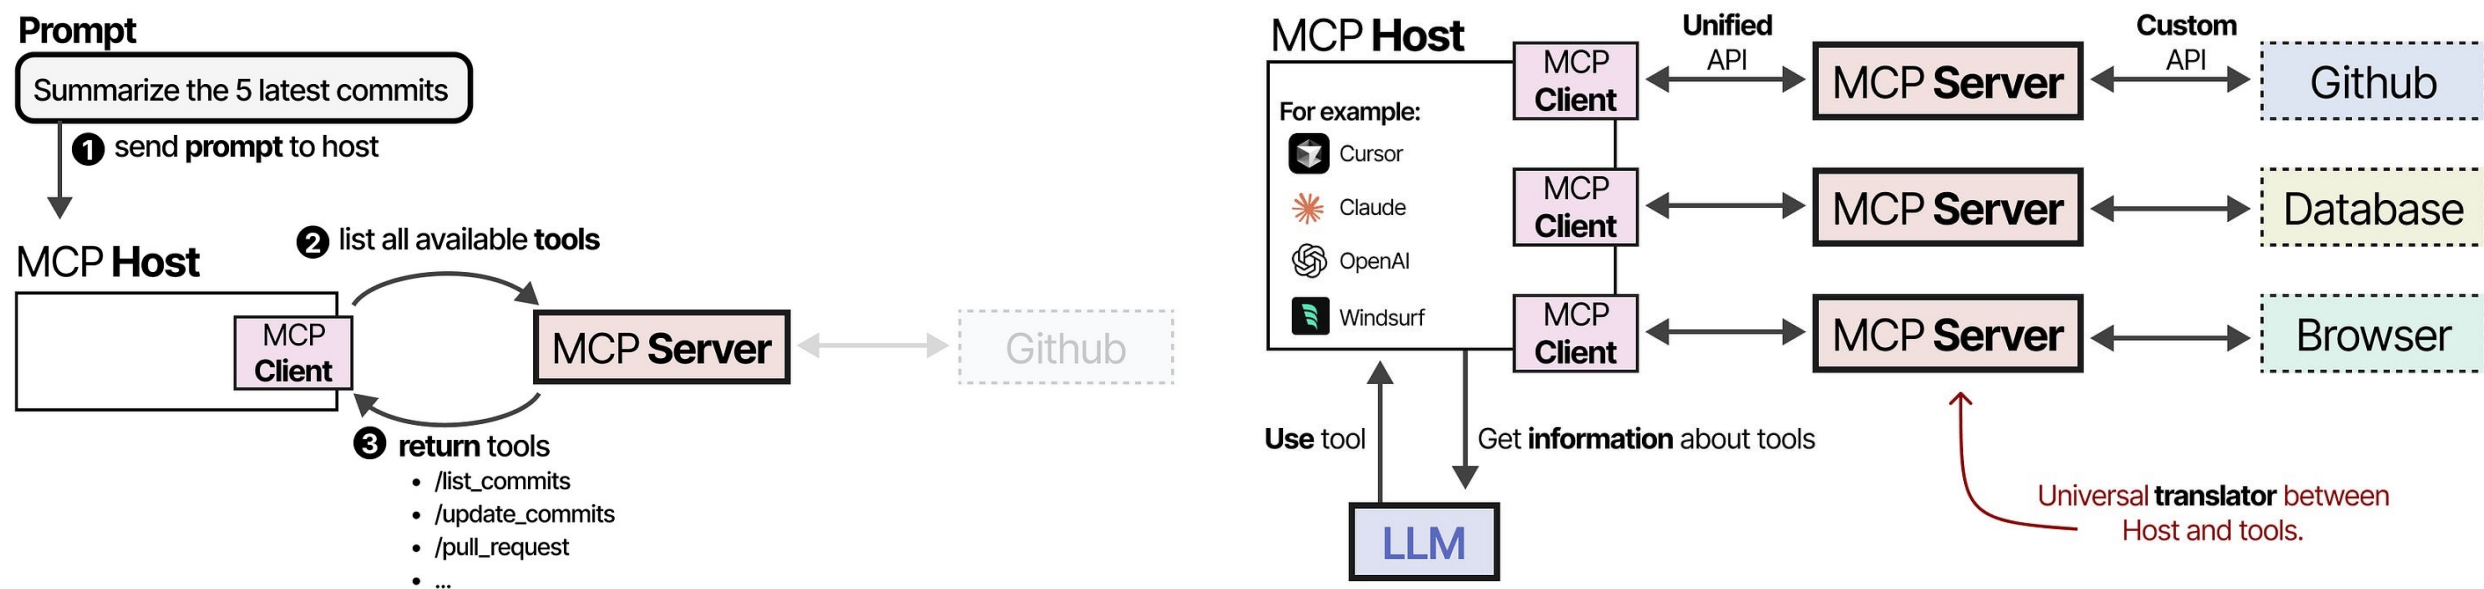 Prompt
Summarize the 5 latest commits
1 send prompt to host
MCP Host
2 list all available tools
MCP
Client
MCP Server
Github
3 return tools
• /list_commits
• /update_commits
• /pull_request
• ...
MCP Host
For example:
Cursor
Claude
OpenAI
Windsurf
MCP
Client
Unified
API
MCP Server
Custom
API
Github
MCP
Client
MCP Server
Database
MCP
Client
MCP Server
Browser
Use tool
Get information about tools
LLM
Universal translator between
Host and tools.